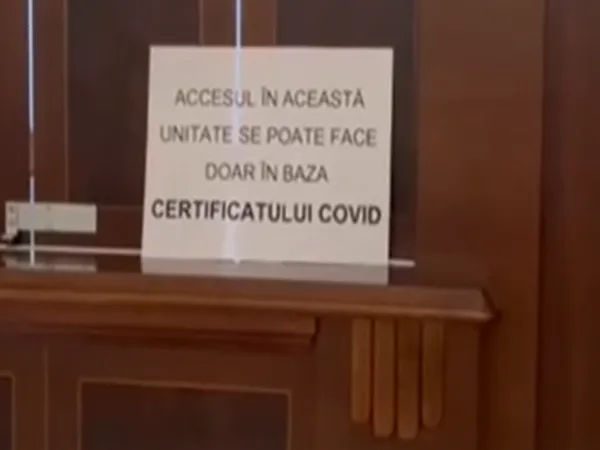 ACCESUL ÎN ACEASTĂ
UNITATE SE POATE FACE
DOAR ÎN BAZA
CERTIFICATULUI COVID